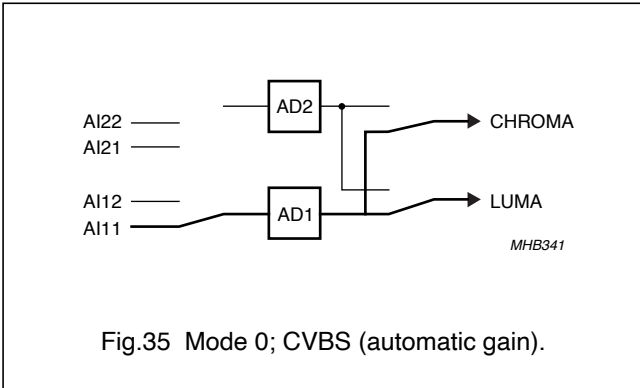 AI22
AI21
AI12
AI11
AD2
AD1
CHROMA
LUMA
MHB341
Fig.35 Mode 0; CVBS (automatic gain).